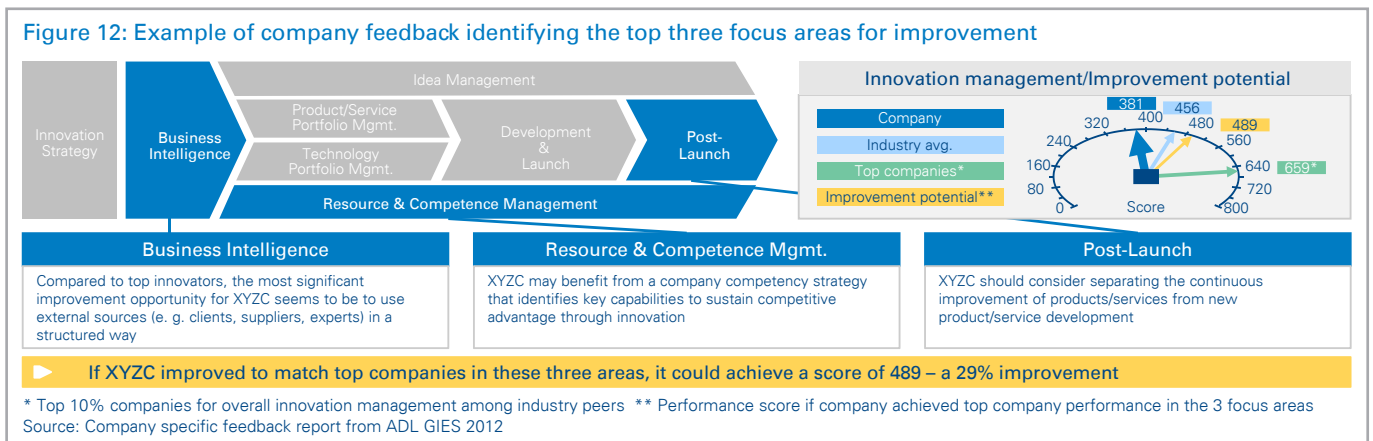 Figure 12: Example of company feedback identifying the top three focus areas for improvement
Innovation
Strategy
Business
Intelligence
Idea Management
Product/Service
Portfolio Mgmt.
Technology
Portfolio Mgmt.
Development
&
Launch
Post-
Launch
Resource & Competence Management
Innovation management/Improvement potential
Company
Industry avg.
Top companies*
Improvement potential**
381
456
489
659*
0
80
160
240
320
400
480
560
640
720
800
Score
Business Intelligence
Compared to top innovators, the most significant
improvement opportunity for XYZC seems to be to use
external sources (e. g. clients, suppliers, experts) in a
structured way
Resource & Competence Mgmt.
XYZC may benefit from a company competency strategy
that identifies key capabilities to sustain competitive
advantage through innovation
Post-Launch
XYZC should consider separating the continuous
improvement of products/services from new
product/service development
If XYZC improved to match top companies in these three areas, it could achieve a score of 489 – a 29% improvement
* Top 10% companies for overall innovation management among industry peers ** Performance score if company achieved top company performance in the 3 focus areas
Source: Company specific feedback report from ADL GIES 2012